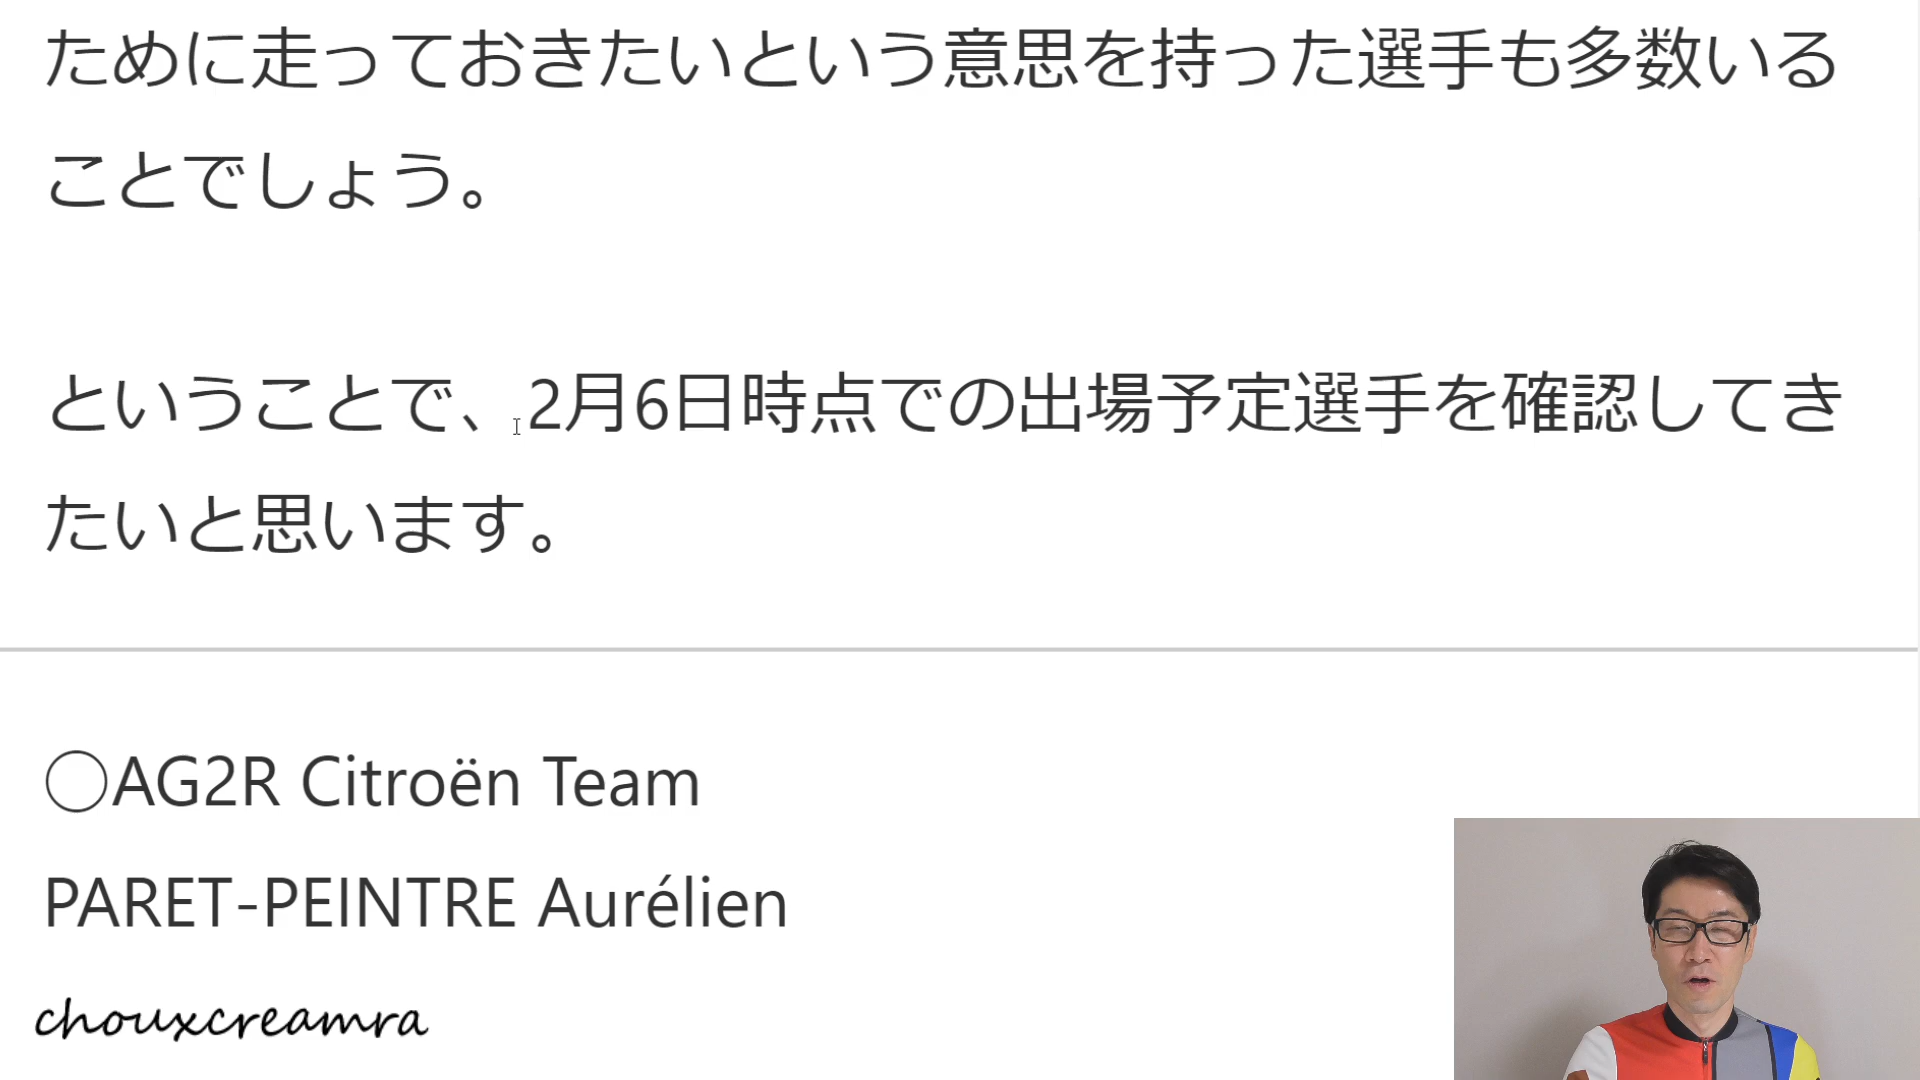 ために走っておきたいという意思を持った選手も多数いる
ことでしょう。
ということで、2月6日時点での出場予定選手を確認してき
たいと思います。
◯AG2R Citroën Team
PARET-PEINTRE Aurélien
chouxcreamra